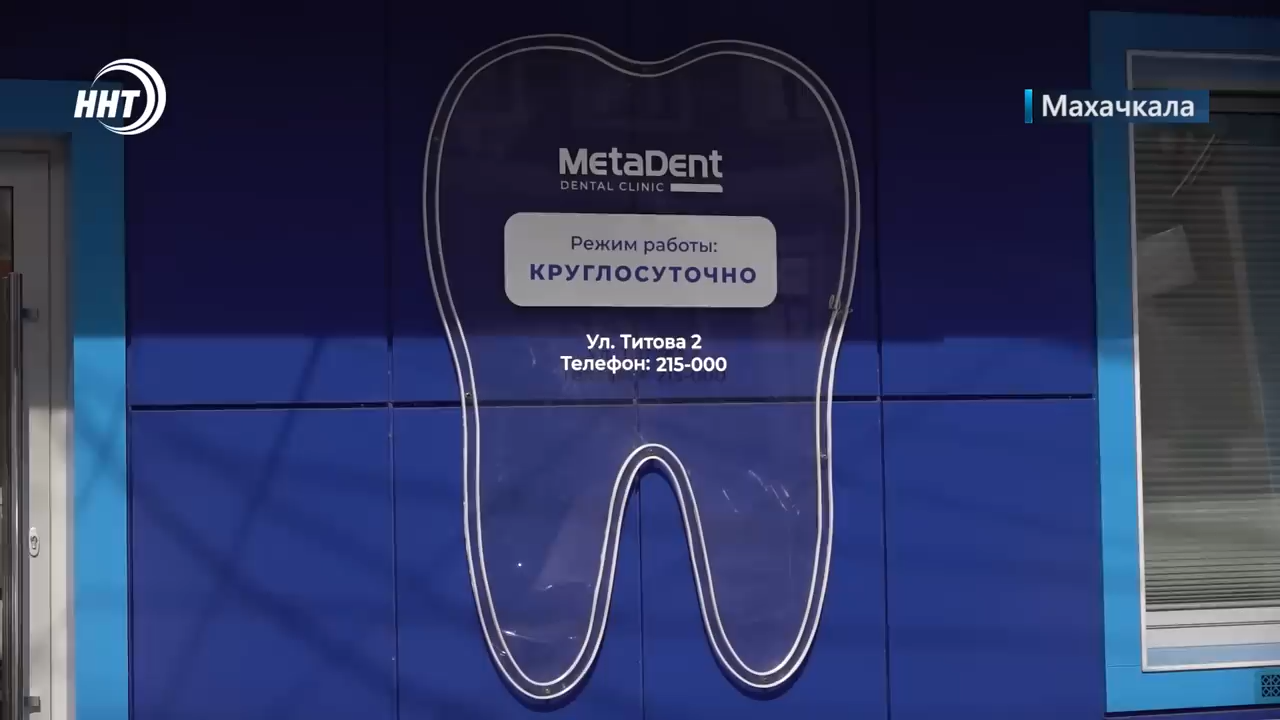 ННТ
Махачкала
MetaDent
DENTAL CLINIC
Режим работы:
КРУГЛОСУТОЧНО
Ул. Титова 2
Телефон: 215-000